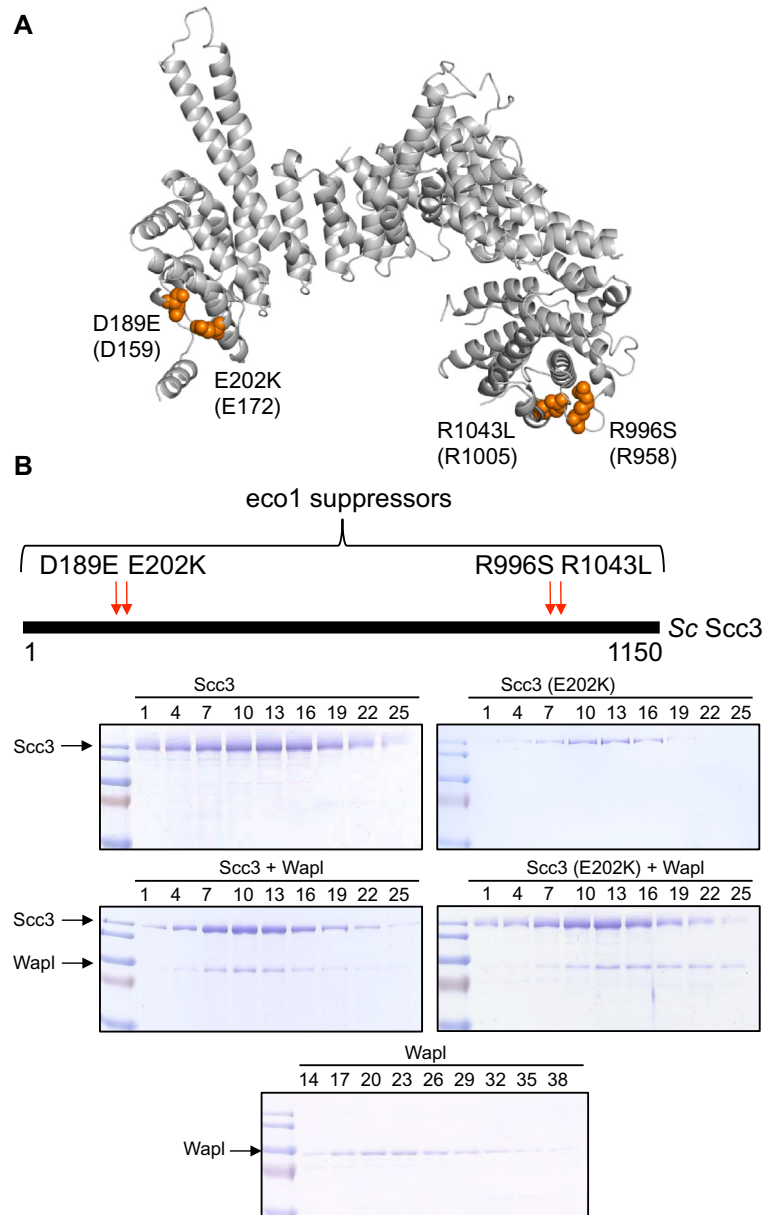 A
D189E
(D159)
E202K
(E172)
R1043L
(R1005)
R996S
(R958)
B
eco1 suppressors
D189E E202K
R996S R1043L
Sc Scc3
1
1150
Scc3
1 4 7 10 13 16 19 22 25
Scc3
Scc3 (E202K)
1 4 7 10 13 16 19 22 25
Scc3 + Wapl
1 4 7 10 13 16 19 22 25
Scc3
Wapl
Scc3 (E202K) + Wapl
1 4 7 10 13 16 19 22 25
Wapl
14 17 20 23 26 29 32 35 38
Wapl